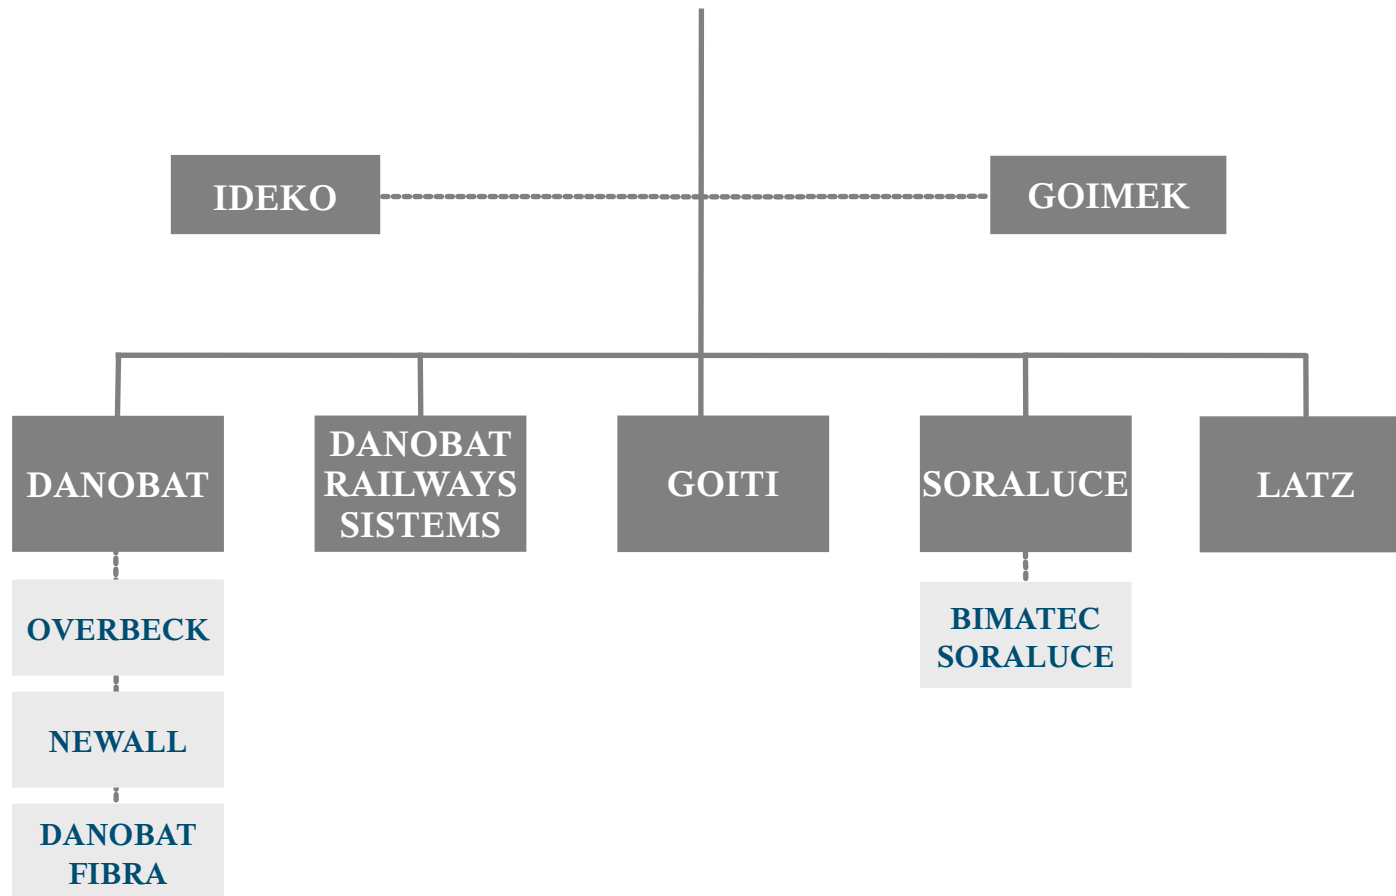 IDEKO
GOIMEK
DANOBAT
DANOBAT
RAILWAYS
SISTEMS
GOITI
SORALUCE
LATZ
OVERBECK
NEWALL
DANOBAT
FIBRA
BIMATEC
SORALUCE